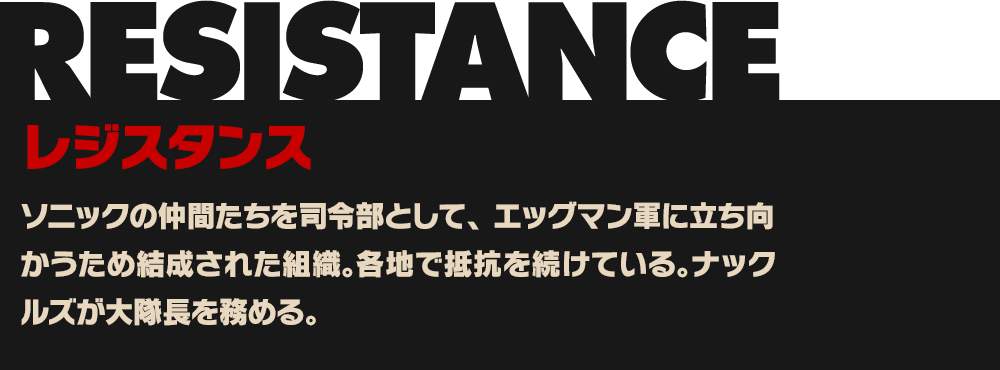 RESISTANCE
レジスタンス
ソニックの仲間たちを司令部として、エッグマン軍に立ち向
かうため結成された組織。各地で抵抗を続けている。ナック
ルズが大隊長を務める。